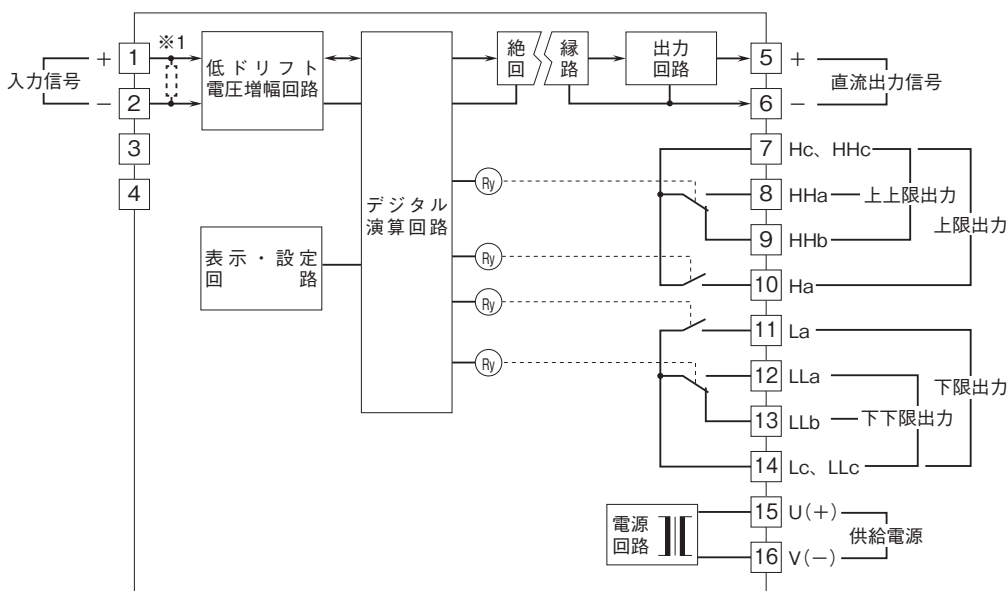 入力信号
+
−
1
2
3
4
※1
低ドリフト
電圧増幅回路
表示・設定
回路
デジタル
演算回路
Ry
Ry
Ry
Ry
絶縁
回路
出力
回路
電源
回路
5 +
6 −
直流出力信号
7 Hc、HHc
8 HHa
9 HHb
10 Ha
上上限出力
上限出力
11 La
12 LLa
13 LLb
14 Lc、LLc
下下限出力
下限出力
15 U(+)
16 V(−)
供給電源